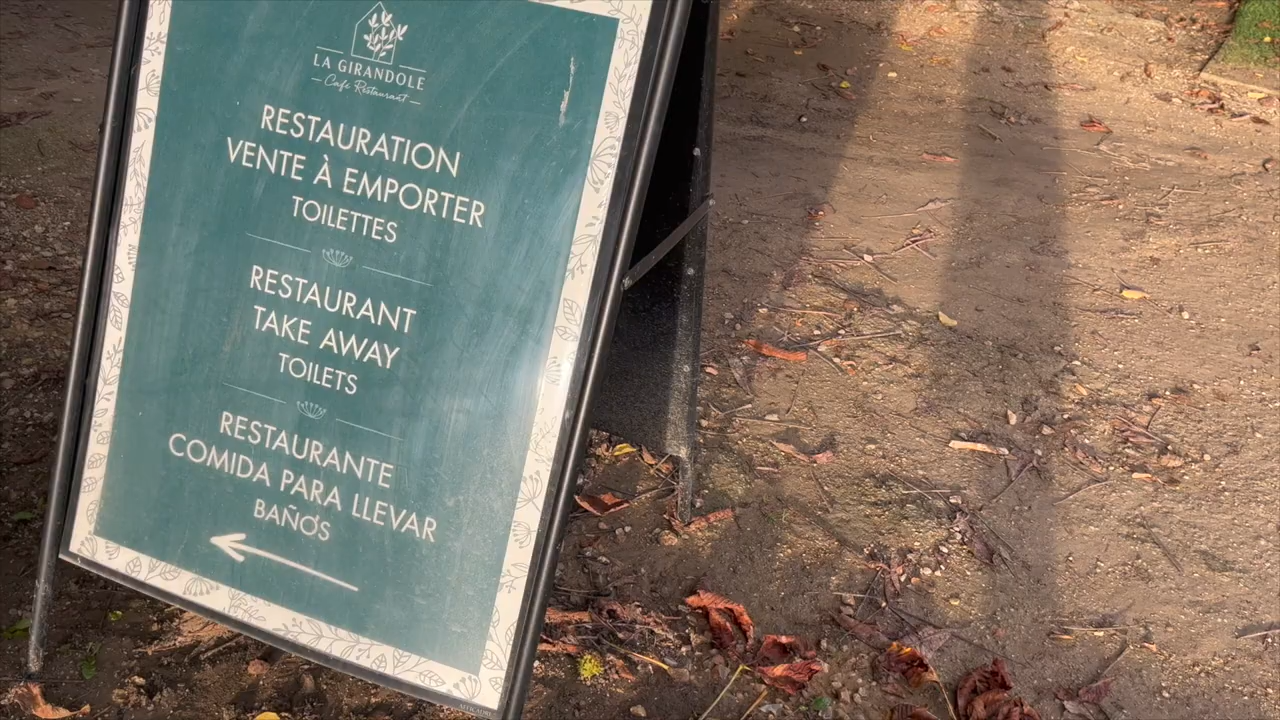 LA GIRANDOLE
Café Restaurant
RESTAURATION
VENTE À EMPORTER
TOILETTES
RESTAURANT
TAKE AWAY
TOILETS
RESTAURANTE
COMIDA PARA LLEVAR
BAÑOS